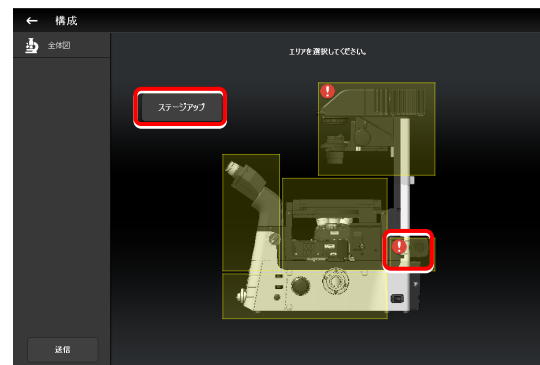 ← 構成
全体図
エリアを選択してください。
ステージアップ
送信